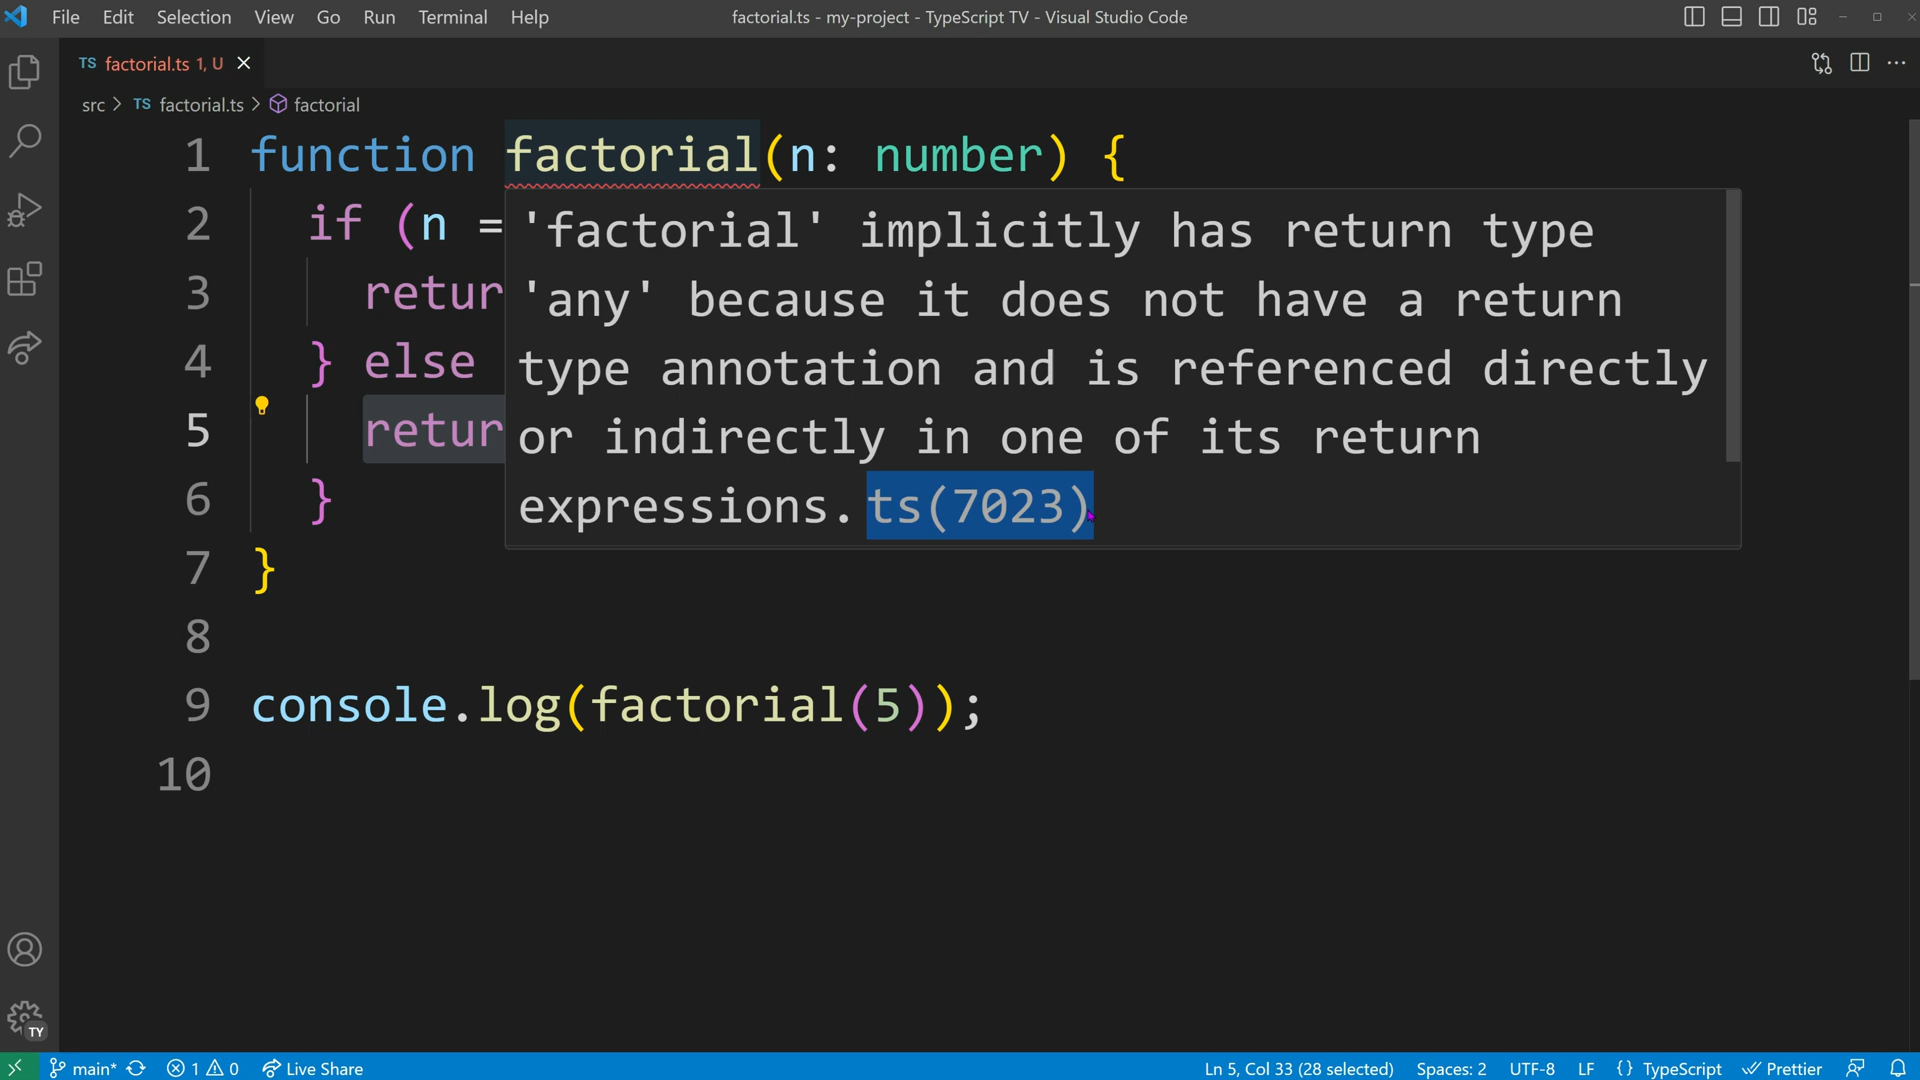 File Edit Selection View Go Run Terminal Help factorial.ts - my-project - TypeScript TV - Visual Studio Code
TS factorial.ts 1, U
src > TS factorial.ts > factorial
1 function factorial(n: number) {
2 if (n =
3 retur
4 } else
5 retur
6 }
7 }
8
9 console.log(factorial(5));
10
'factorial' implicitly has return type
'any' because it does not have a return
type annotation and is referenced directly
or indirectly in one of its return
expressions. ts(7023)
TY
main* 1 0 Live Share Ln 5, Col 33 (28 selected) Spaces: 2 UTF-8 LF {} TypeScript Prettier